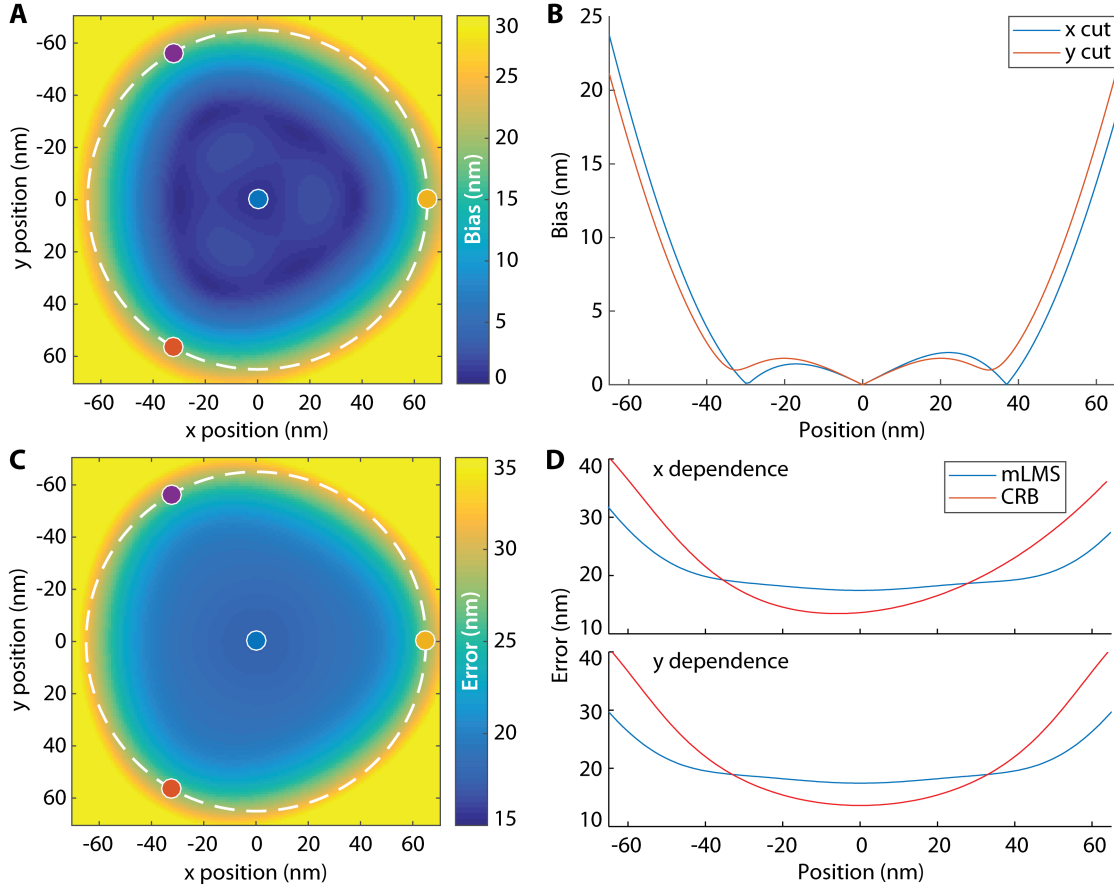 A
-60
-40
-20
0
20
40
60
y position (nm)
-60 -40 -20 0 20 40 60
x position (nm)
30
25
20
15
10
5
0
Bias (nm)
B
25
20
15
10
5
0
Bias (nm)
x cut
y cut
-60 -40 -20 0 20 40 60
Position (nm)
C
-60
-40
-20
0
20
40
60
y position (nm)
-60 -40 -20 0 20 40 60
x position (nm)
35
30
25
20
15
Error (nm)
D
x dependence
mLMS
CRB
40
30
20
10
Error (nm)
y dependence
40
30
20
10
-60 -40 -20 0 20 40 60
Position (nm)